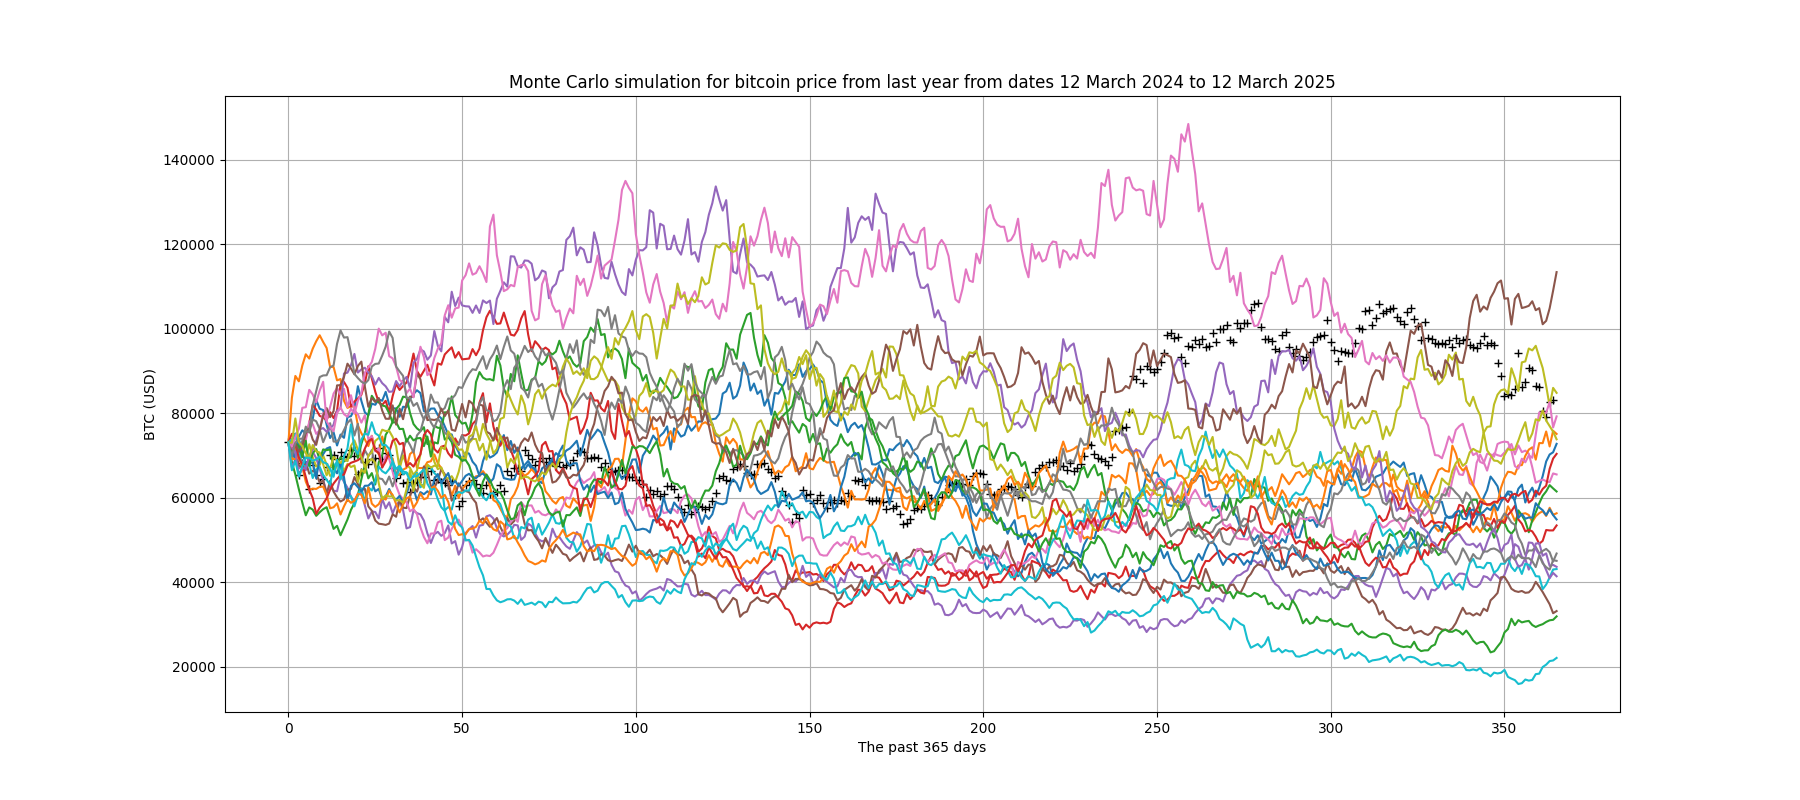 Monte Carlo simulation for bitcoin price from last year from dates 12 March 2024 to 12 March 2025
140000
120000
100000
80000
60000
40000
20000
BTC (USD)
0 50 100 150 200 250 300 350
The past 365 days